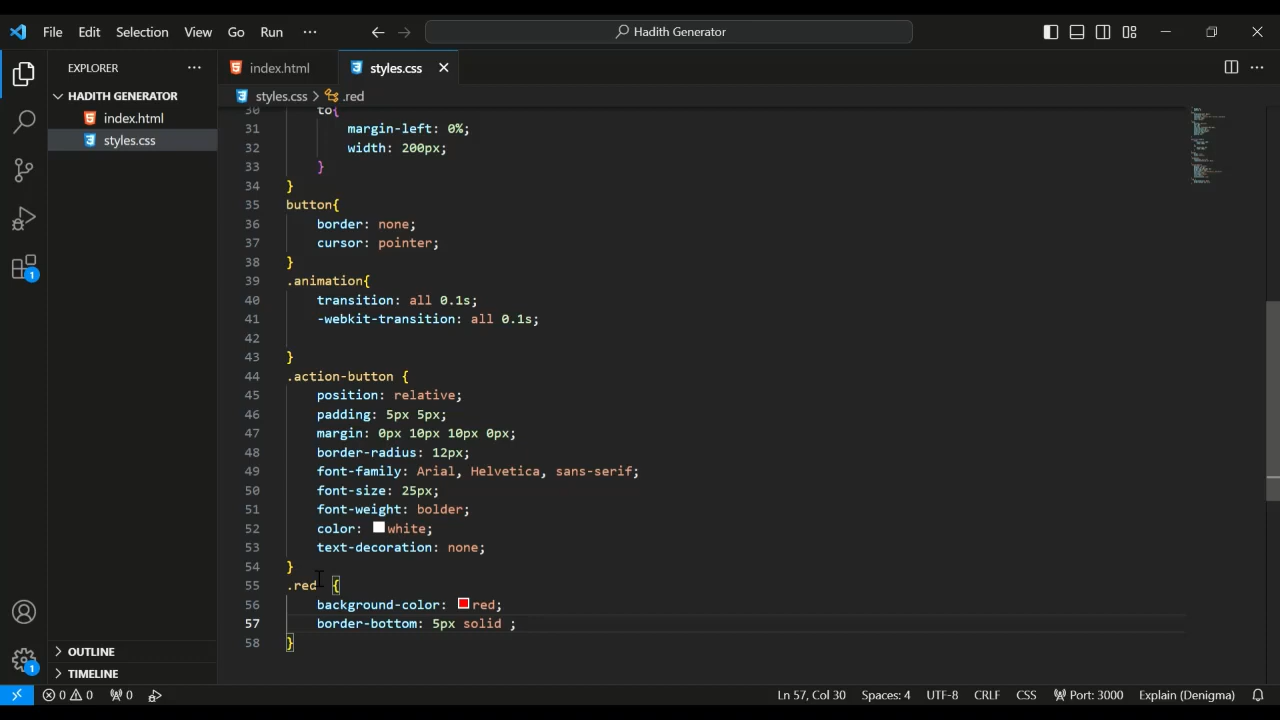 File Edit Selection View Go Run ··· Hadith Generator
EXPLORER ··· index.html styles.css
HADITH GENERATOR
index.html
styles.css
styles.css > .red
30 to{
31 margin-left: 0%;
32 width: 200px;
33 }
34 }
35 button{
36 border: none;
37 cursor: pointer;
38 }
39 .animation{
40 transition: all 0.1s;
41 -webkit-transition: all 0.1s;
42
43 }
44 .action-button {
45 position: relative;
46 padding: 5px 5px;
47 margin: 0px 10px 10px 0px;
48 border-radius: 12px;
49 font-family: Arial, Helvetica, sans-serif;
50 font-size: 25px;
51 font-weight: bolder;
52 color: white;
53 text-decoration: none;
54 }
55 .red {
56 background-color: red;
57 border-bottom: 5px solid ;
58 }
1
OUTLINE
TIMELINE
1
0 0 0 Ln 57, Col 30 Spaces: 4 UTF-8 CRLF CSS Port: 3000 Explain (Denigma)